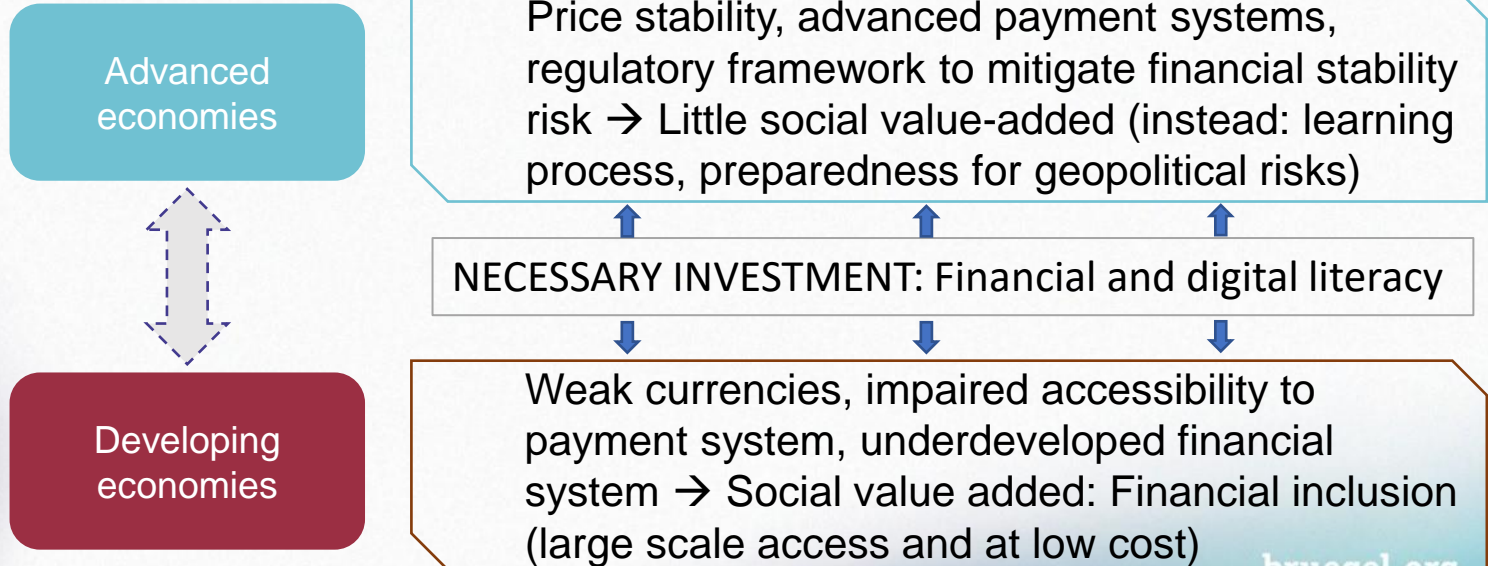 Advanced
economies
Price stability, advanced payment systems,
regulatory framework to mitigate financial stability
risk → Little social value-added (instead: learning
process, preparedness for geopolitical risks)
NECESSARY INVESTMENT: Financial and digital literacy
Developing
economies
Weak currencies, impaired accessibility to
payment system, underdeveloped financial
system → Social value added: Financial inclusion
(large scale access and at low cost)
bruegel.org